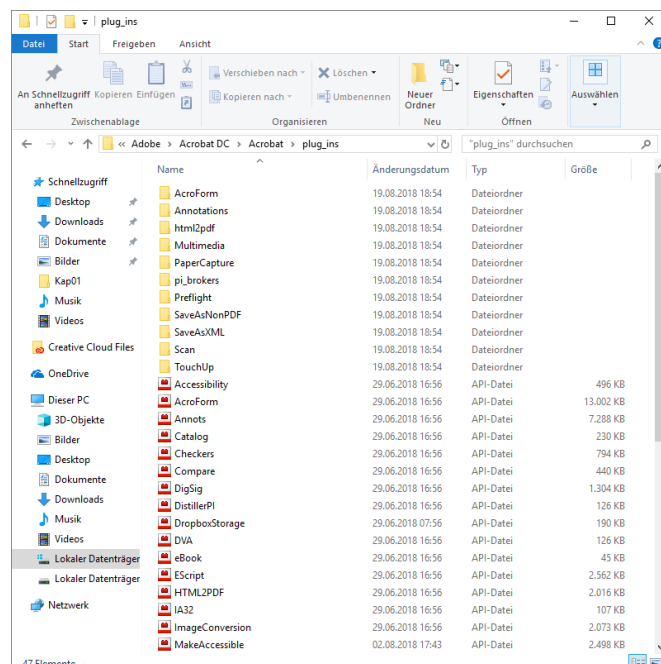 plug_ins
Datei Start Freigeben Ansicht
An Schnellzugriff anheften Kopieren Einfügen
Verschieben nach Löschen
Kopieren nach Umbenennen
Neuer Ordner
Eigenschaften
Auswählen
Zwischenablage Organisieren Neu Öffnen
« Adobe > Acrobat DC > Acrobat > plug_ins "plug_ins" durchsuchen
Name Änderungsdatum Typ Größe
Schnellzugriff
Desktop
Downloads
Dokumente
Bilder
Kap01
Musik
Videos
Creative Cloud Files
OneDrive
Dieser PC
3D-Objekte
Bilder
Desktop
Dokumente
Downloads
Musik
Videos
Lokaler Datenträger
Lokaler Datenträger
Netzwerk
AcroForm 19.08.2018 18:54 Dateiordner
Annotations 19.08.2018 18:54 Dateiordner
html2pdf 19.08.2018 18:54 Dateiordner
Multimedia 19.08.2018 18:54 Dateiordner
PaperCapture 19.08.2018 18:54 Dateiordner
pi_brokers 19.08.2018 18:54 Dateiordner
Preflight 19.08.2018 18:54 Dateiordner
SaveAsNonPDF 19.08.2018 18:54 Dateiordner
SaveAsXML 19.08.2018 18:54 Dateiordner
Scan 19.08.2018 18:54 Dateiordner
TouchUp 19.08.2018 18:54 Dateiordner
Accessibility 29.06.2018 16:56 API-Datei 496 KB
AcroForm 29.06.2018 16:56 API-Datei 13.002 KB
Annots 29.06.2018 16:56 API-Datei 7.288 KB
Catalog 29.06.2018 16:56 API-Datei 230 KB
Checkers 29.06.2018 16:56 API-Datei 794 KB
Compare 29.06.2018 16:56 API-Datei 440 KB
DigSig 29.06.2018 16:56 API-Datei 1.304 KB
DistillerPI 29.06.2018 16:56 API-Datei 126 KB
DropboxStorage 29.06.2018 07:56 API-Datei 190 KB
DVA 29.06.2018 16:56 API-Datei 126 KB
eBook 29.06.2018 16:56 API-Datei 45 KB
EScript 29.06.2018 16:56 API-Datei 2.562 KB
HTML2PDF 29.06.2018 16:56 API-Datei 2.016 KB
IA32 29.06.2018 16:56 API-Datei 107 KB
ImageConversion 29.06.2018 16:56 API-Datei 2.073 KB
MakeAccessible 02.08.2018 17:43 API-Datei 2.498 KB
47 Elemente